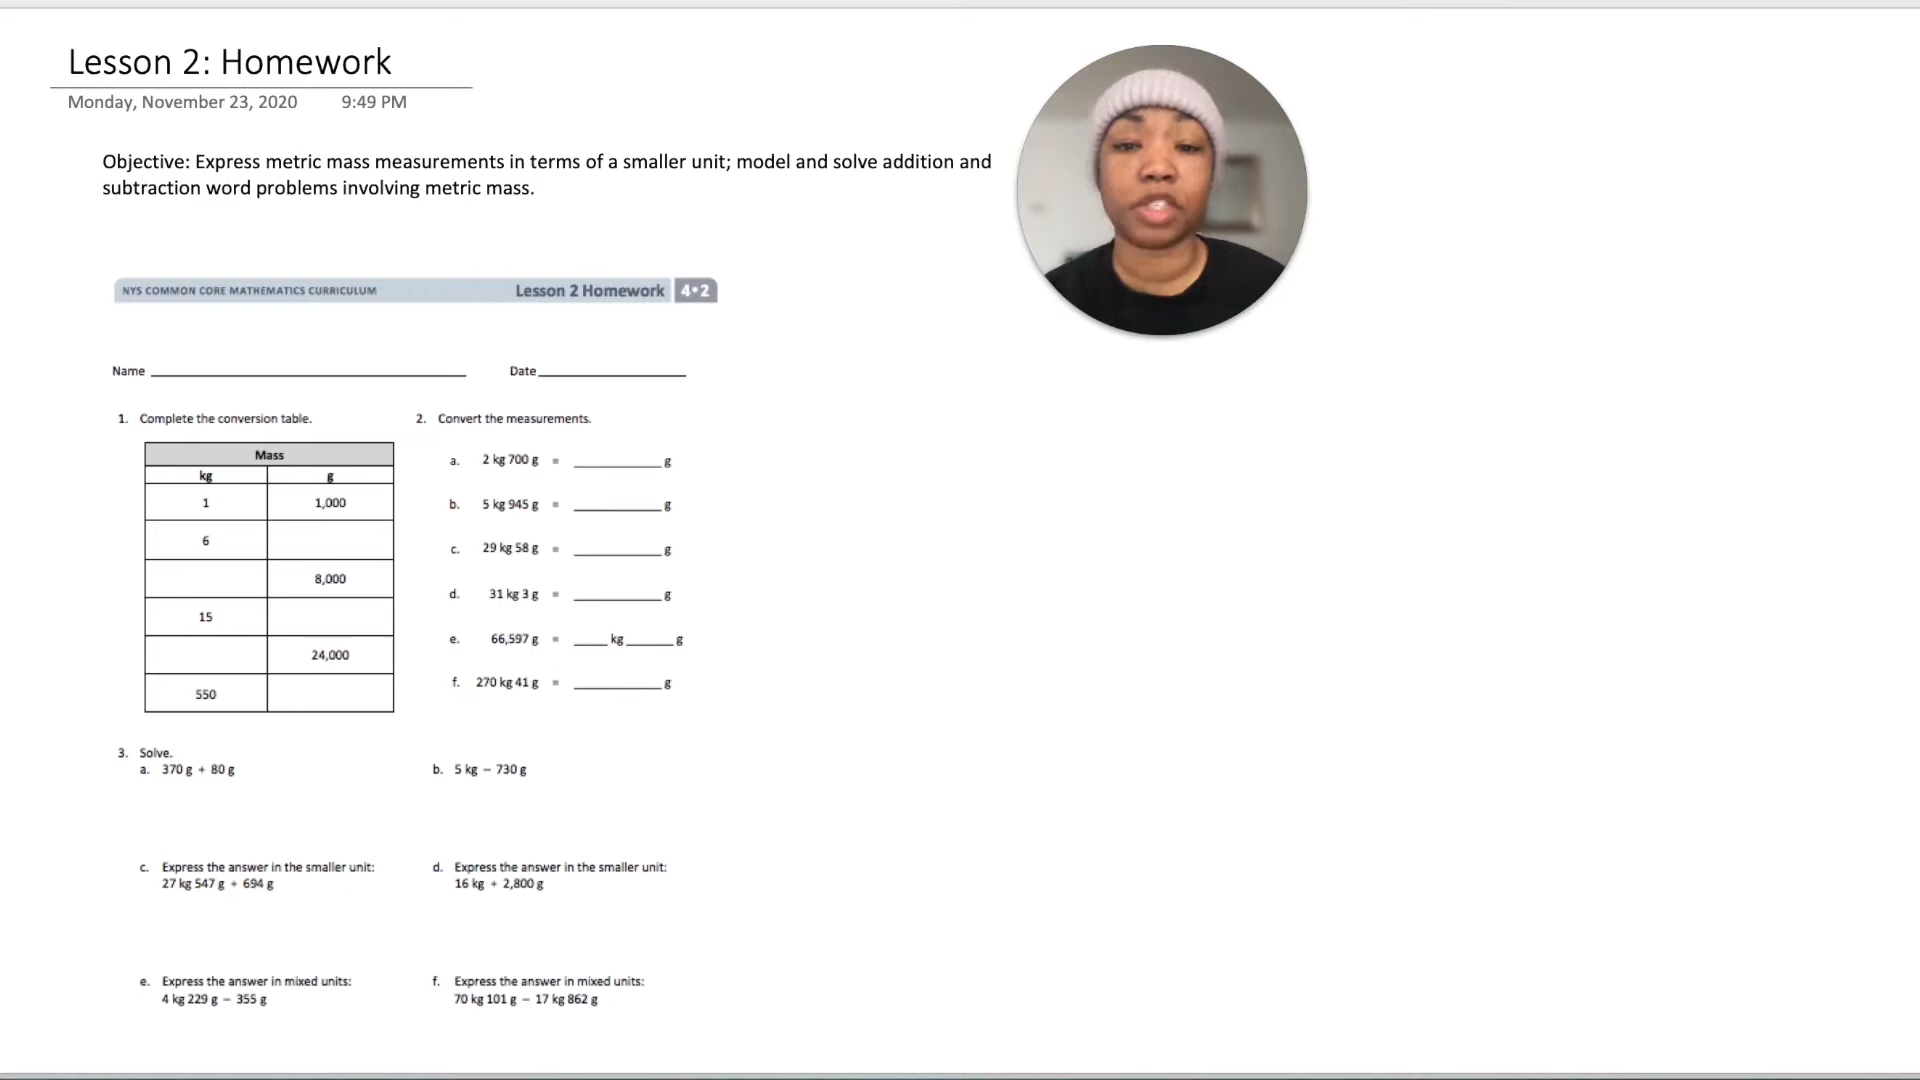 Lesson 2: Homework
Monday, November 23, 2020 9:49 PM
Objective: Express metric mass measurements in terms of a smaller unit; model and solve addition and
subtraction word problems involving metric mass.
NYS COMMON CORE MATHEMATICS CURRICULUM Lesson 2 Homework 4•2
Name Date
1. Complete the conversion table. 2. Convert the measurements.
Mass
kg g
1 1,000
6
8,000
15
24,000
550
a. 2 kg 700 g = ________ g
b. 5 kg 945 g = ________ g
c. 29 kg 58 g = ________ g
d. 31 kg 3 g = ________ g
e. 66,597 g = ____ kg _____ g
f. 270 kg 41 g = ________ g
3. Solve.
a. 370 g + 80 g b. 5 kg – 730 g
c. Express the answer in the smaller unit: d. Express the answer in the smaller unit:
27 kg 547 g + 694 g 16 kg + 2,800 g
e. Express the answer in mixed units: f. Express the answer in mixed units:
4 kg 229 g – 355 g 70 kg 101 g – 17 kg 862 g